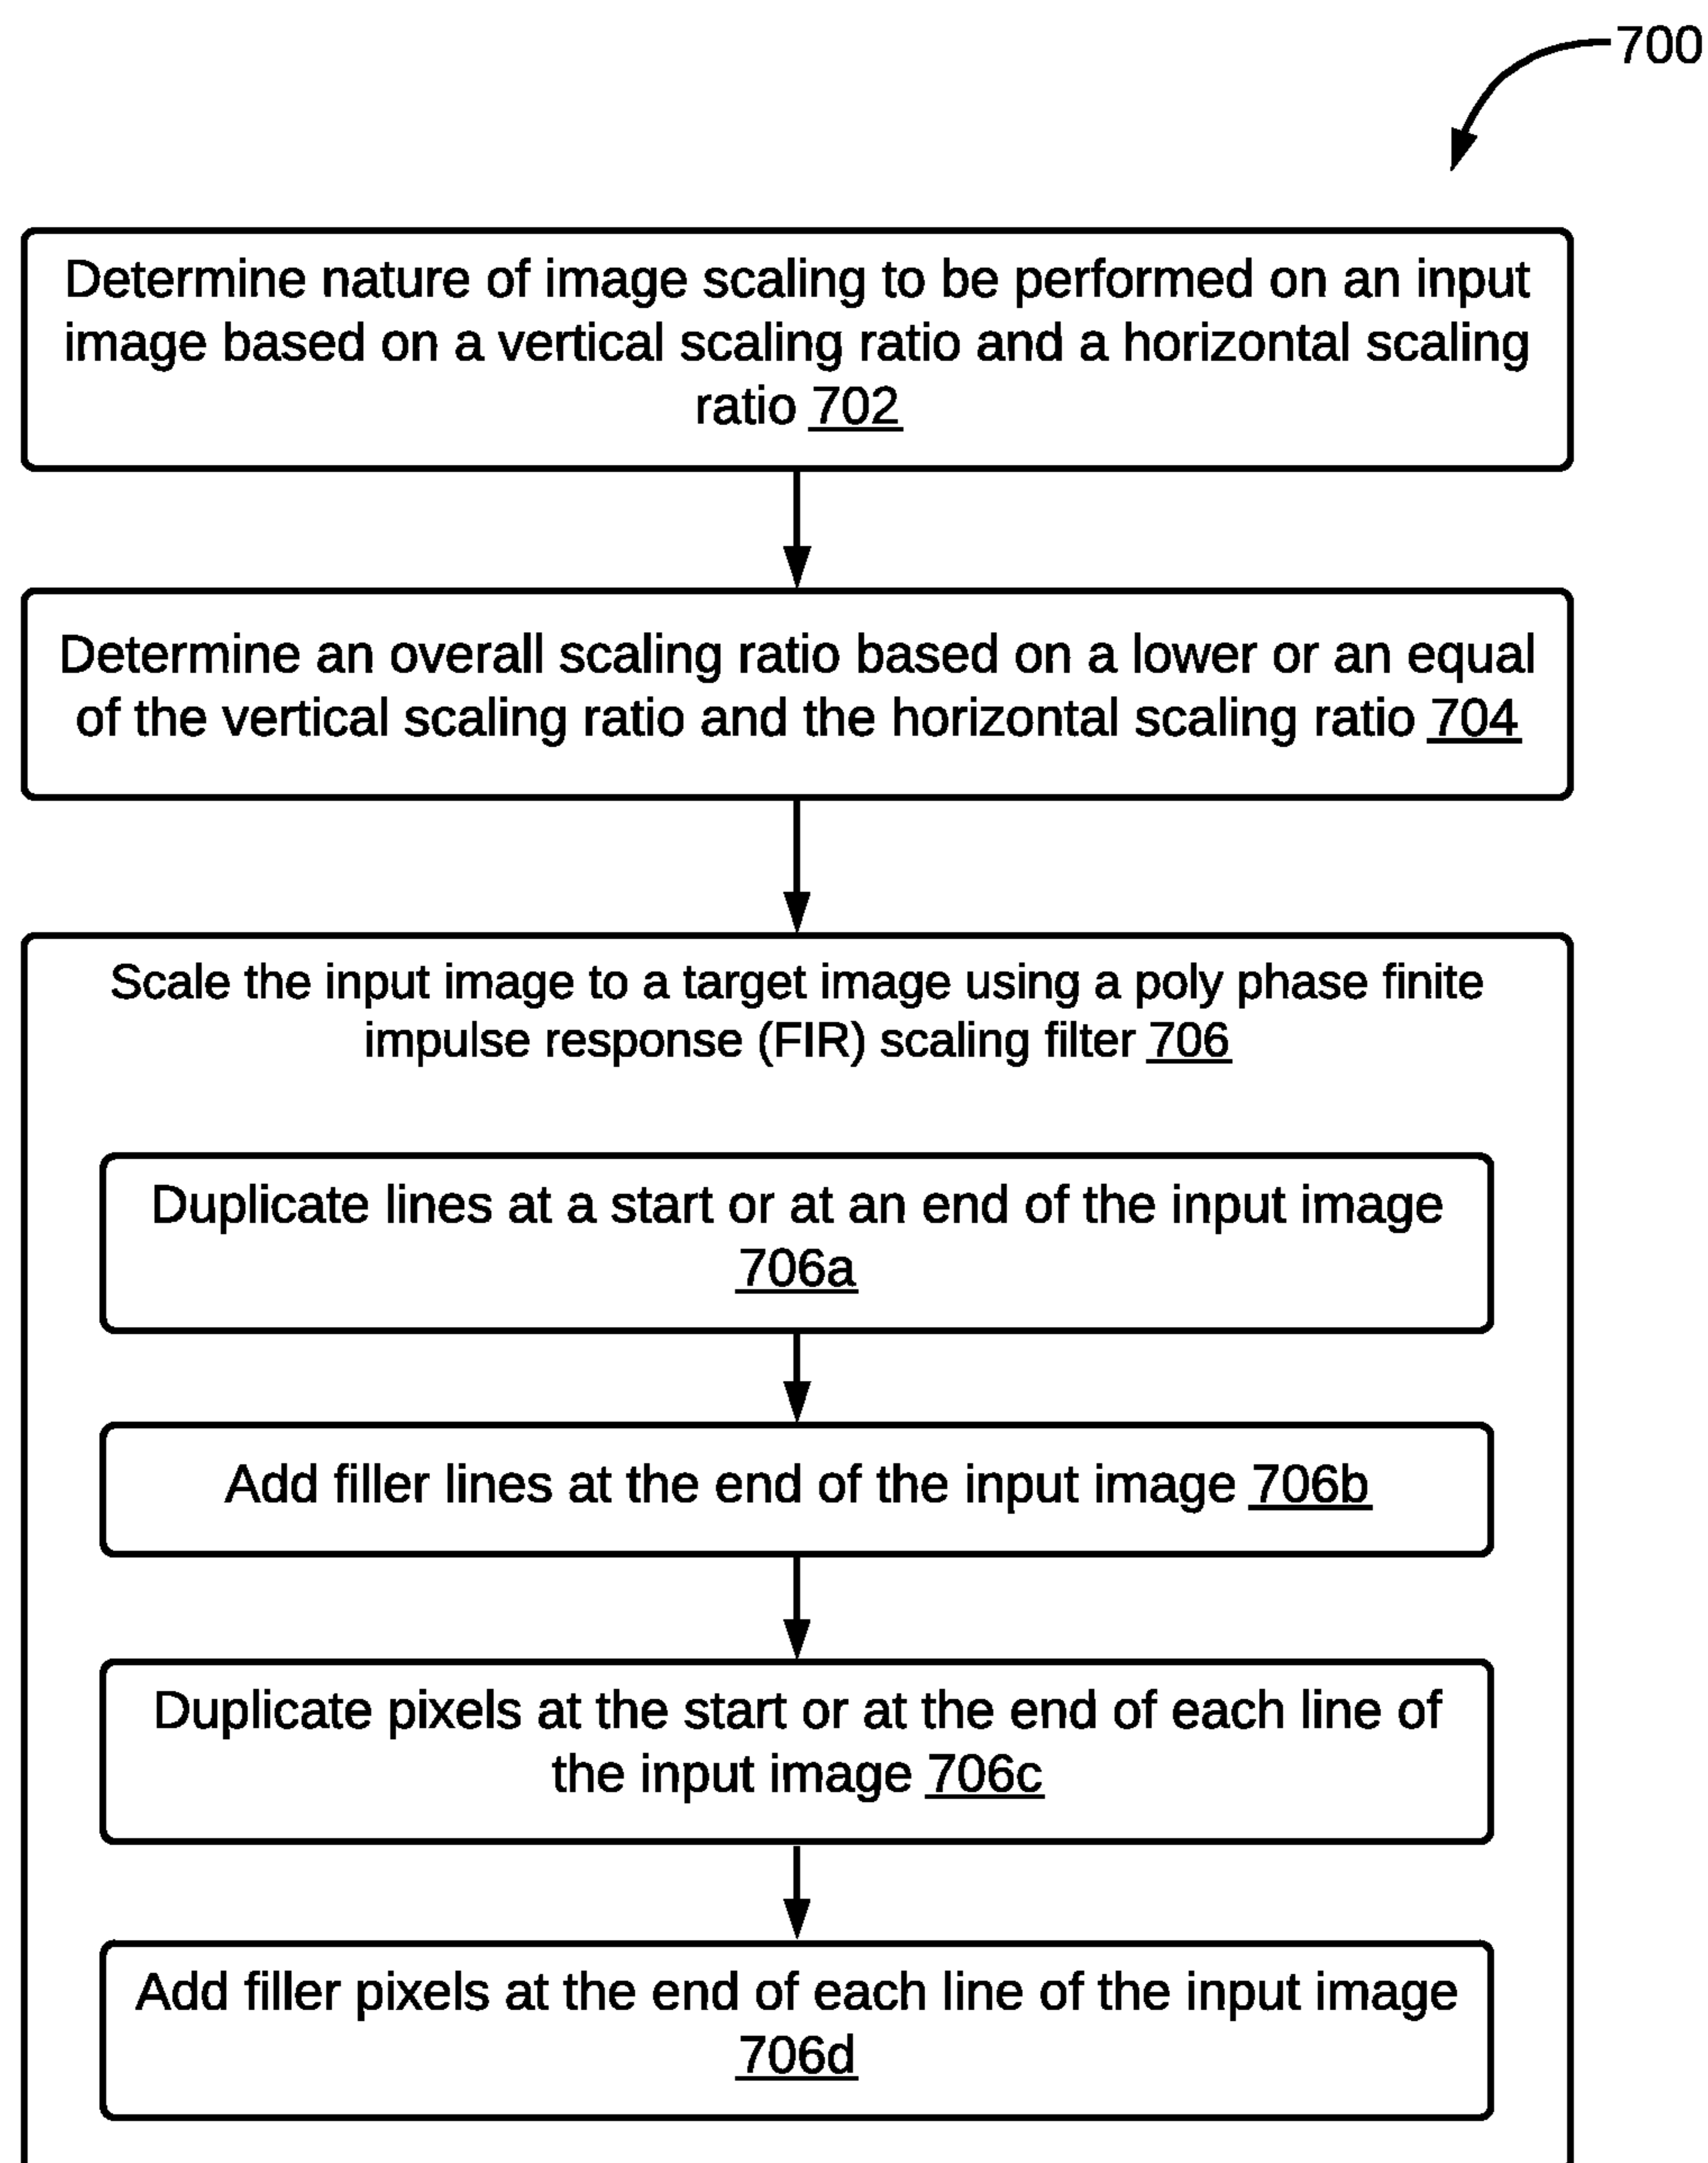 700
Determine nature of image scaling to be performed on an input
image based on a vertical scaling ratio and a horizontal scaling
ratio 702
Determine an overall scaling ratio based on a lower or an equal
of the vertical scaling ratio and the horizontal scaling ratio 704
Scale the input image to a target image using a poly phase finite
impulse response (FIR) scaling filter 706
Duplicate lines at a start or at an end of the input image
706a
Add filler lines at the end of the input image 706b
Duplicate pixels at the start or at the end of each line of
the input image 706c
Add filler pixels at the end of each line of the input image
706d